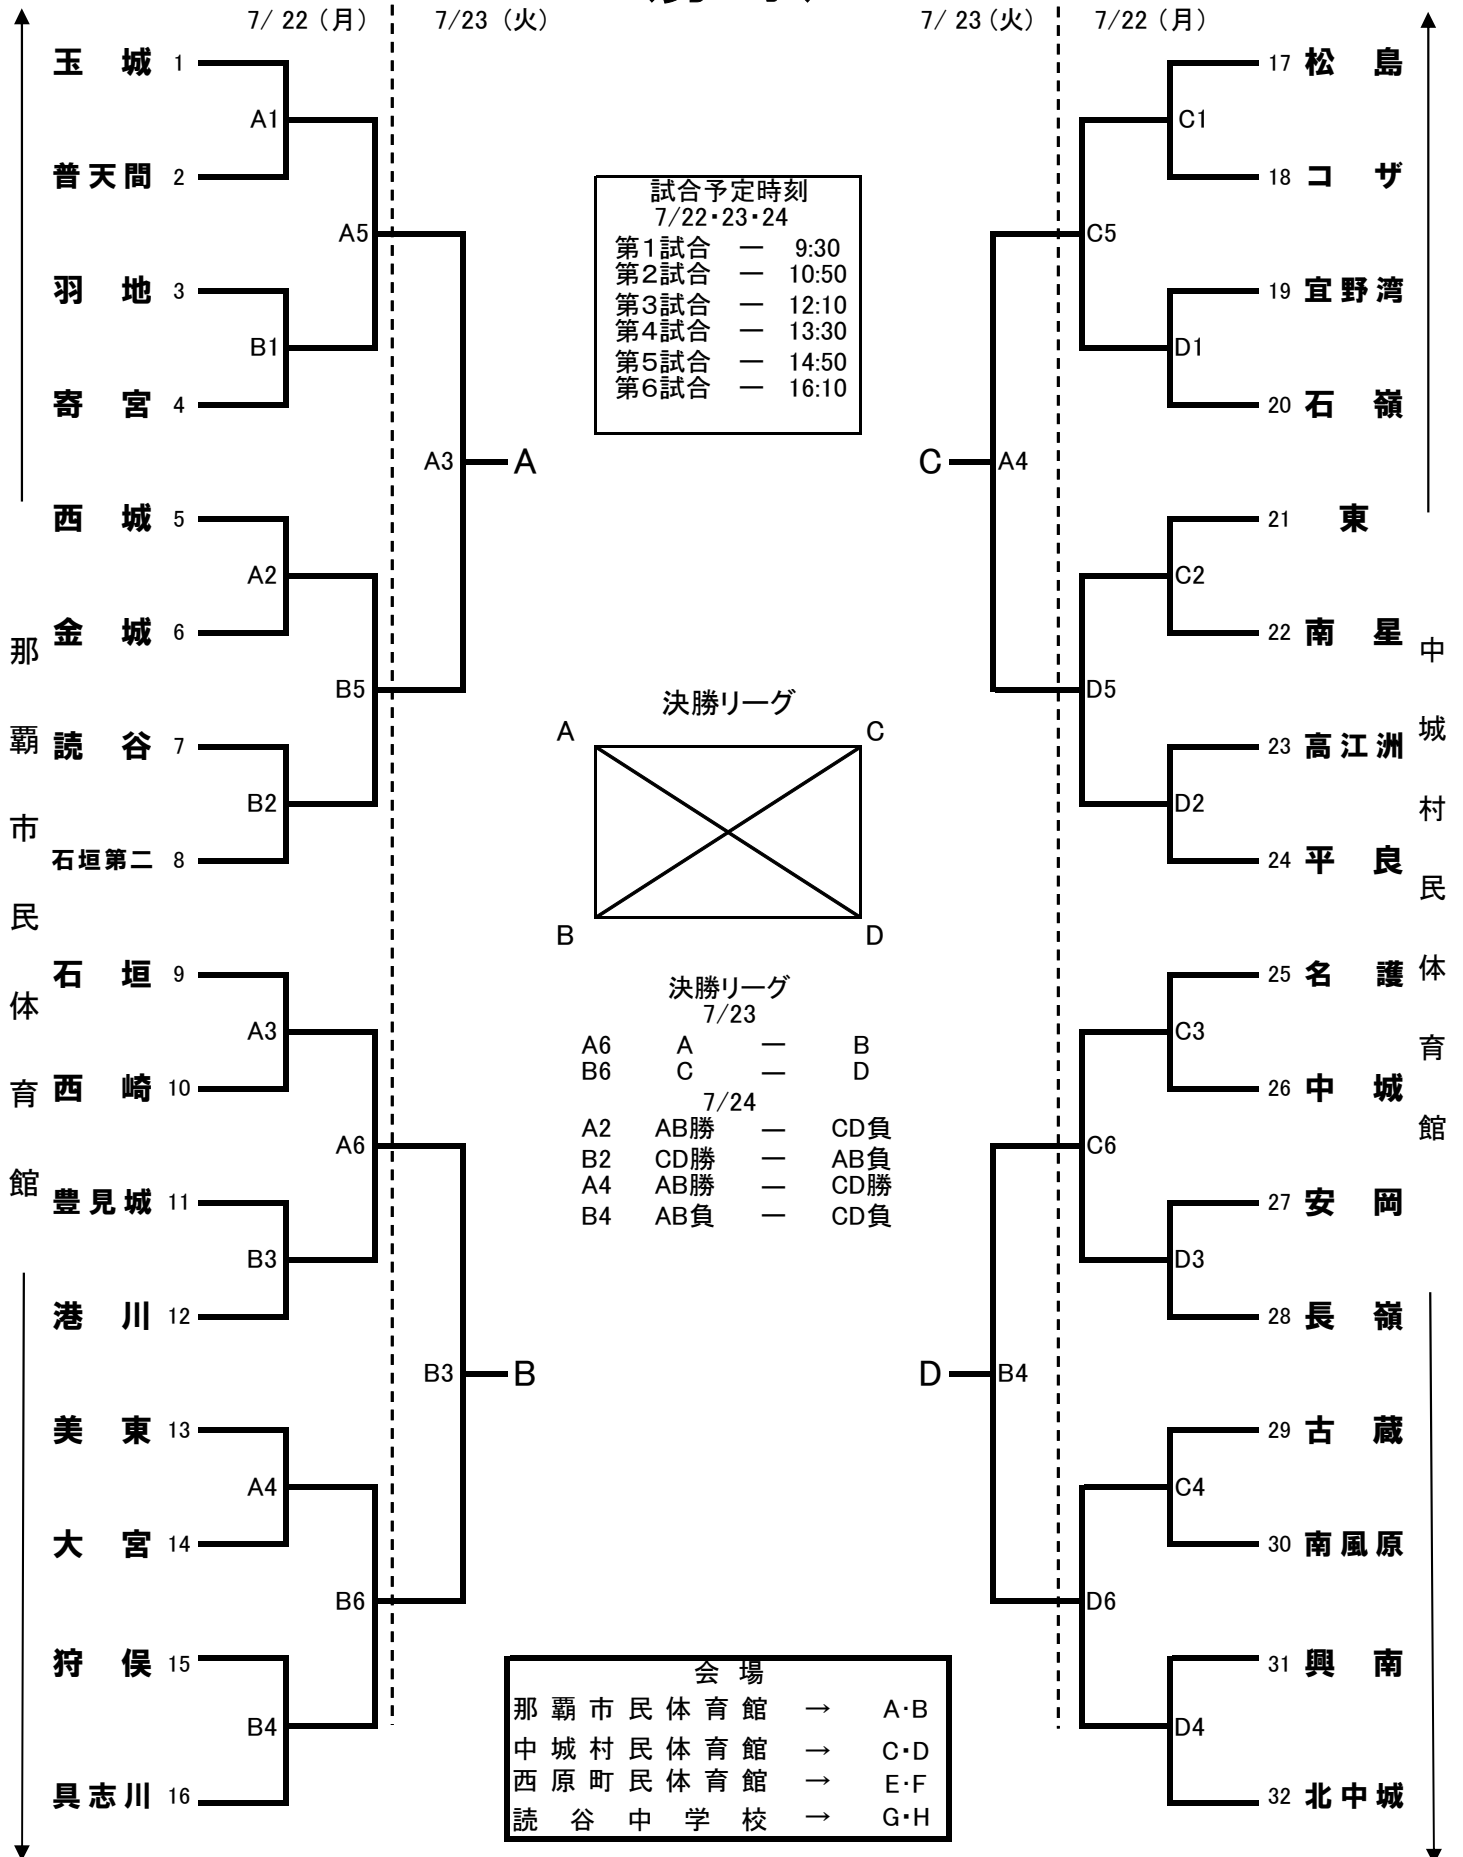 7/ 22（月）
7/23（火）
7/ 23（火）
7/22（月）
玉城 1
普天間 2
羽地 3
寄宮 4
西城 5
金城 6
読谷 7
石垣第二 8
石垣 9
西崎 10
豊見城 11
港川 12
美東 13
大宮 14
狩俣 15
具志川 16
A1
B1
A2
B2
A3
B3
A4
B4
A5
B5
A6
B6
A3
B3
A
B
那覇市民体育館
試合予定時刻
7/22・23・24
第1試合 ー 9:30
第2試合 ー 10:50
第3試合 ー 12:10
第4試合 ー 13:30
第5試合 ー 14:50
第6試合 ー 16:10
決勝リーグ
A C
B D
決勝リーグ
7/23
A6 A ー B
B6 C ー D
7/24
A2 AB勝 ー CD負
B2 CD勝 ー AB負
A4 AB勝 ー CD勝
B4 AB負 ー CD負
会場
那覇市民体育館 → A・B
中城村民体育館 → C・D
西原町民体育館 → E・F
読谷中学校 → G・H
C
D
A4
B4
C5
D5
C6
D6
C1
D1
C2
D2
C3
D3
C4
D4
17 松島
18 コザ
19 宜野湾
20 石嶺
21 東
22 南星
23 高江洲
24 平良
25 名護
26 中城
27 安岡
28 長嶺
29 古蔵
30 南風原
31 興南
32 北中城
中城村民体育館